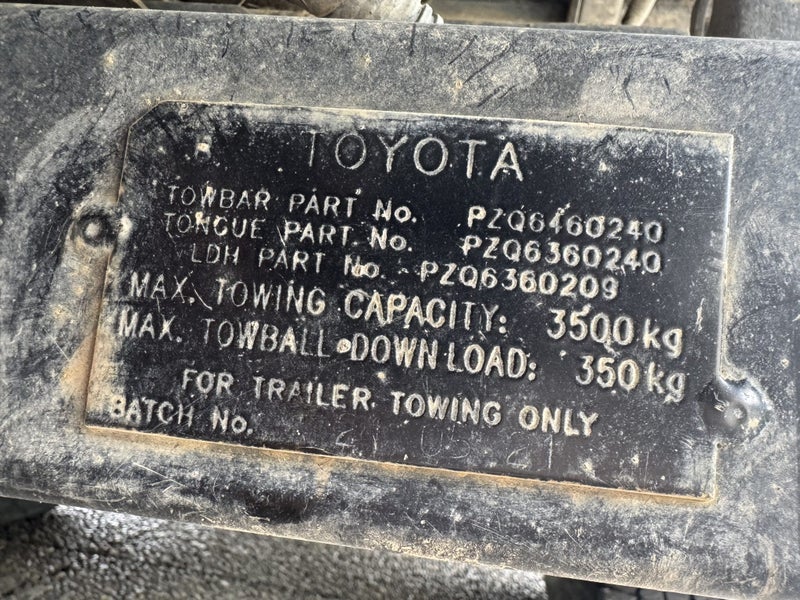 TOYOTA
TOWBAR PART No. PZQ6460240
TONGUE PART. No. PZQ6360240
LDH PART No. PZQ6360209
MAX. TOWING CAPACITY: 3500 kg
MAX. TOWBALL DOWN LOAD: 350 kg
FOR TRAILER TOWING ONLY
BATCH No.